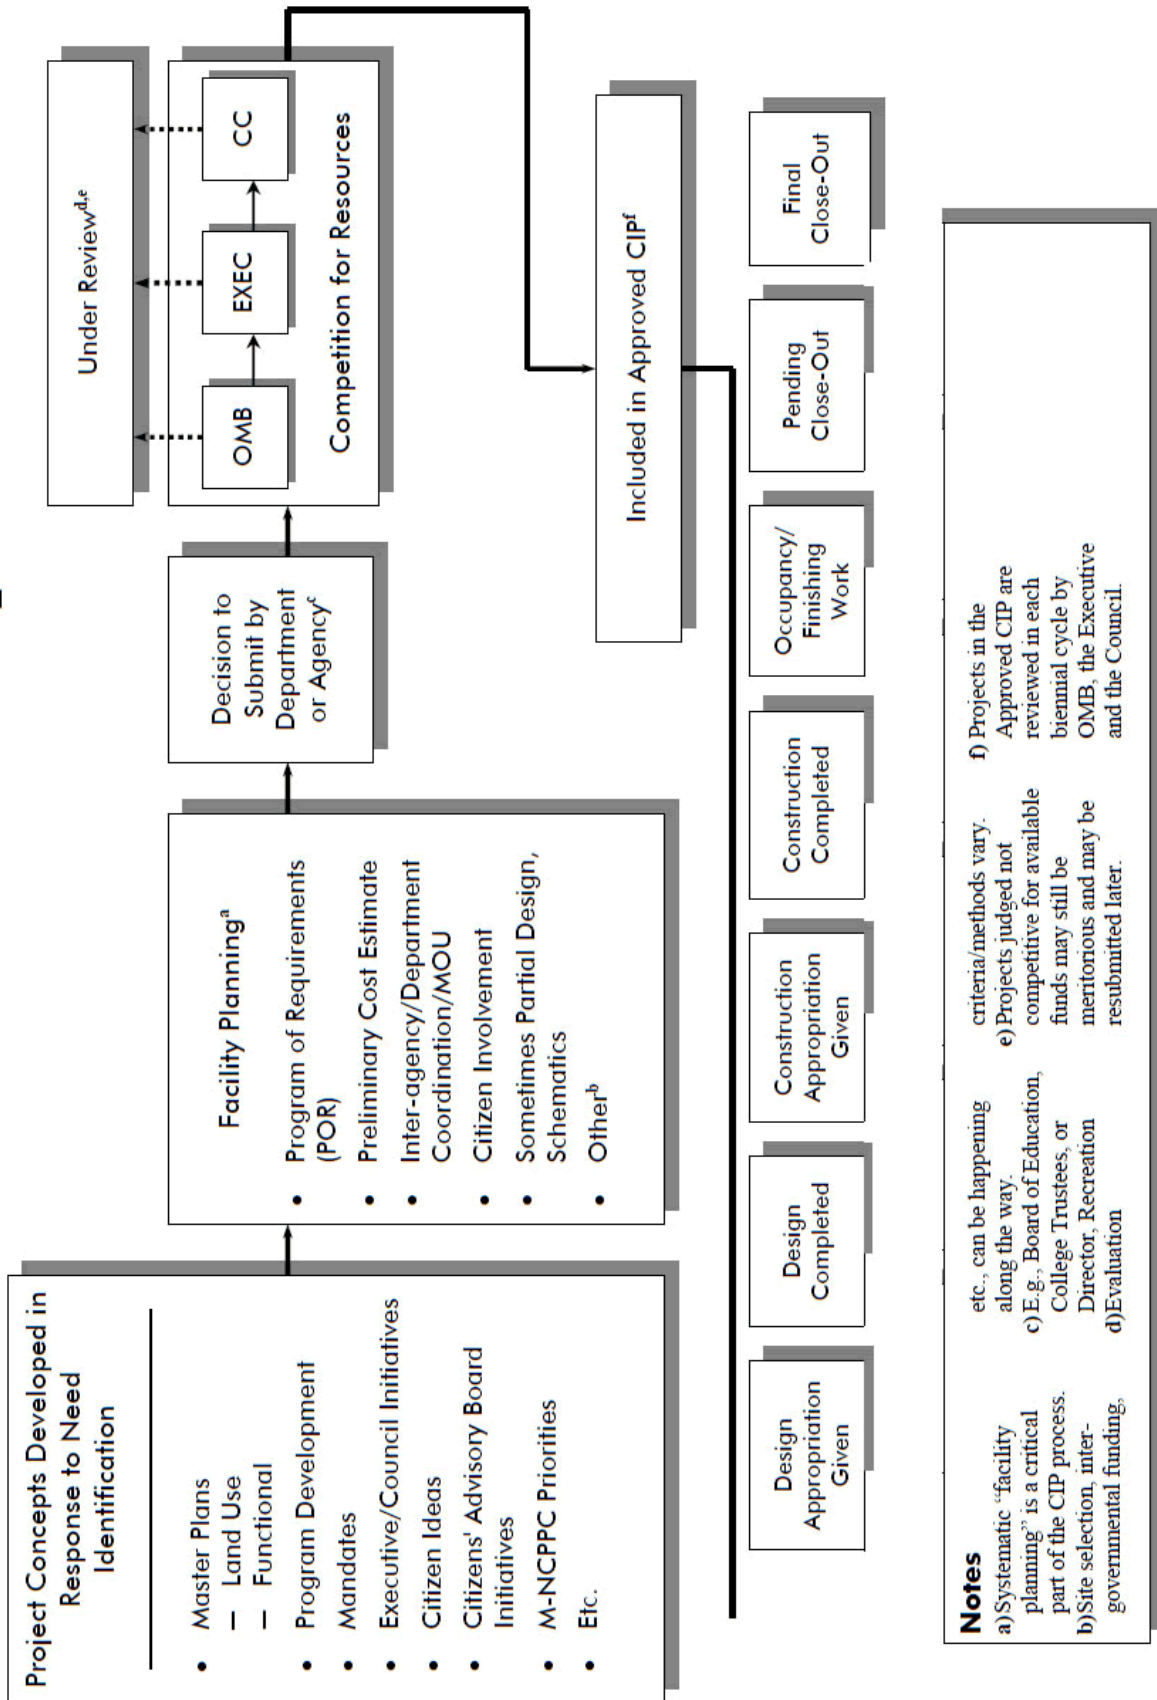 Project Concepts Developed in
Response to Need
Identification
• Master Plans
– Land Use
– Functional
• Program Development
• Mandates
• Executive/Council Initiatives
• Citizen Ideas
• Citizens' Advisory Board
Initiatives
• M-NCPPC Priorities
• Etc.
Facility Planningᵃ
• Program of Requirements
(POR)
• Preliminary Cost Estimate
• Inter-agency/Department
Coordination/MOU
• Citizen Involvement
• Sometimes Partial Design,
Schematics
• Otherᵇ
Decision to
Submit by
Department
or Agencyᶜ
Under Reviewᵈ,ᵉ
OMB
EXEC
CC
Competition for Resources
Included in Approved CIPᶠ
Design
Appropriation
Given
Design
Completed
Construction
Appropriation
Given
Construction
Completed
Occupancy/
Finishing
Work
Pending
Close-Out
Final
Close-Out
Notes
a) Systematic “facility
planning” is a critical
part of the CIP process.
b) Site selection, inter-
governmental funding,
etc., can be happening
along the way.
c) E.g., Board of Education,
College Trustees, or
Director, Recreation
d) Evaluation
criteria/methods vary.
e) Projects judged not
competitive for available
funds may still be
meritorious and may be
resubmitted later.
f) Projects in the
Approved CIP are
reviewed in each
biennial cycle by
OMB, the Executive
and the Council.